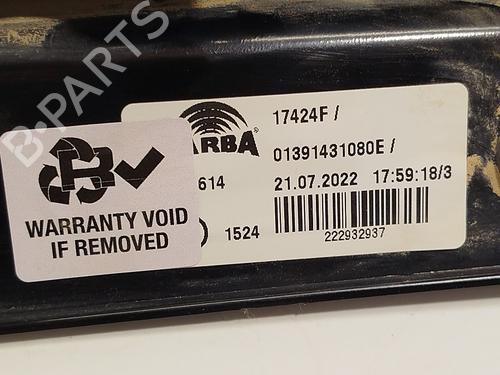 17424F /
ARBA®
01391431080E /
614
21.07.2022 17:59:18/3
1524
222932937
WARRANTY VOID
IF REMOVED
B-PARTS